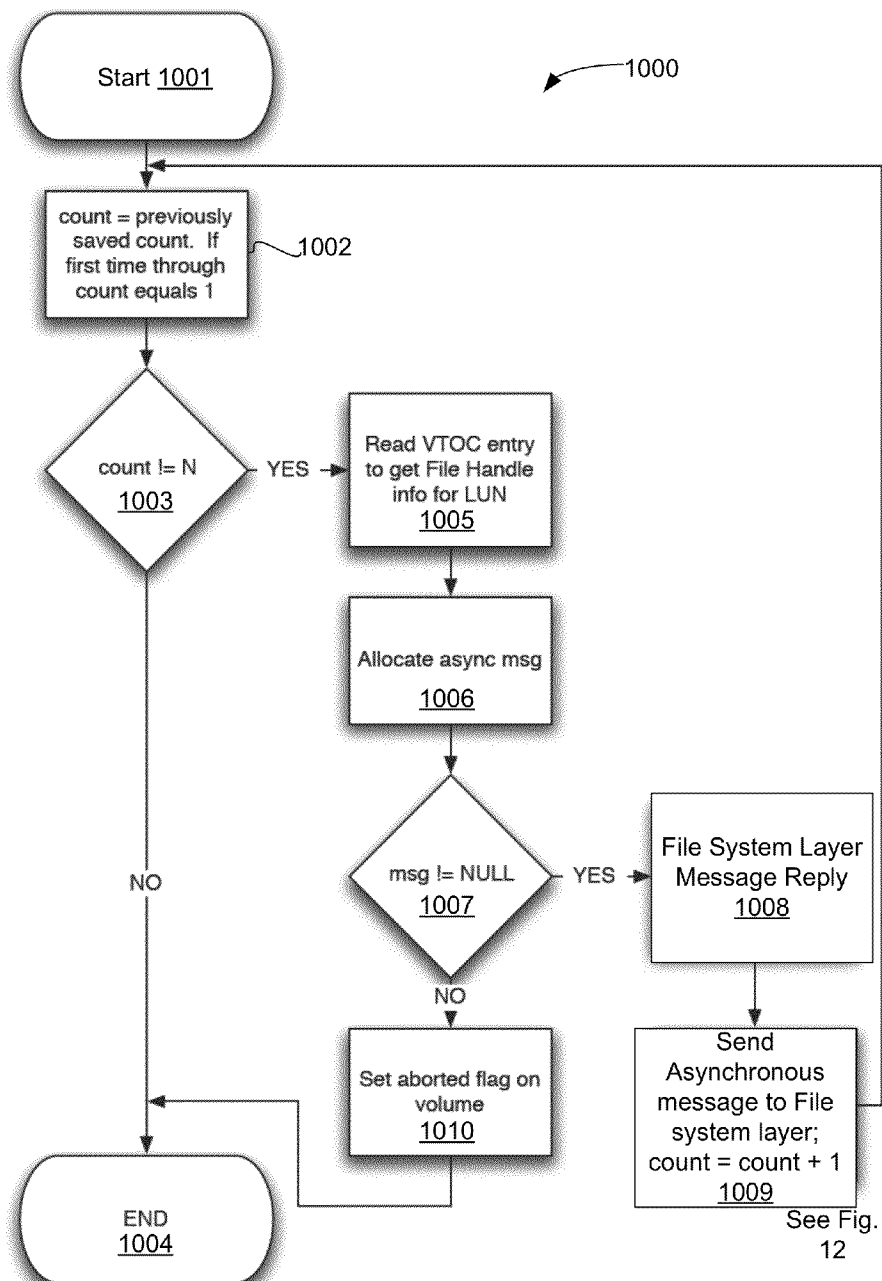 Start 1001
1000
count = previously
saved count. If
first time through
count equals 1
1002
count != N
1003
YES
Read VTOC entry
to get File Handle
info for LUN
1005
Allocate async msg
1006
NO
msg != NULL
1007
YES
File System Layer
Message Reply
1008
NO
Set aborted flag on
volume
1010
Send
Asynchronous
message to File
system layer;
count = count + 1
1009
See Fig.
12
END
1004